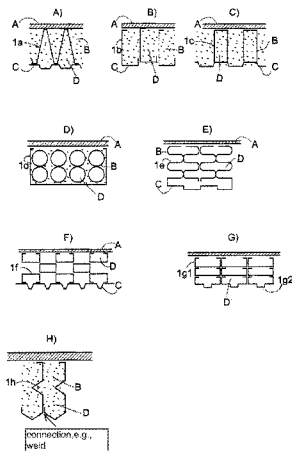 A) B) C)
A A A
1a B 1b B 1c B
C D C D C D
D) E)
A A
1d B B 1e D
D C
F) G)
A
D 1g1
1f C D 1g2
H)
1h B
D
connection, e.g.,
weld